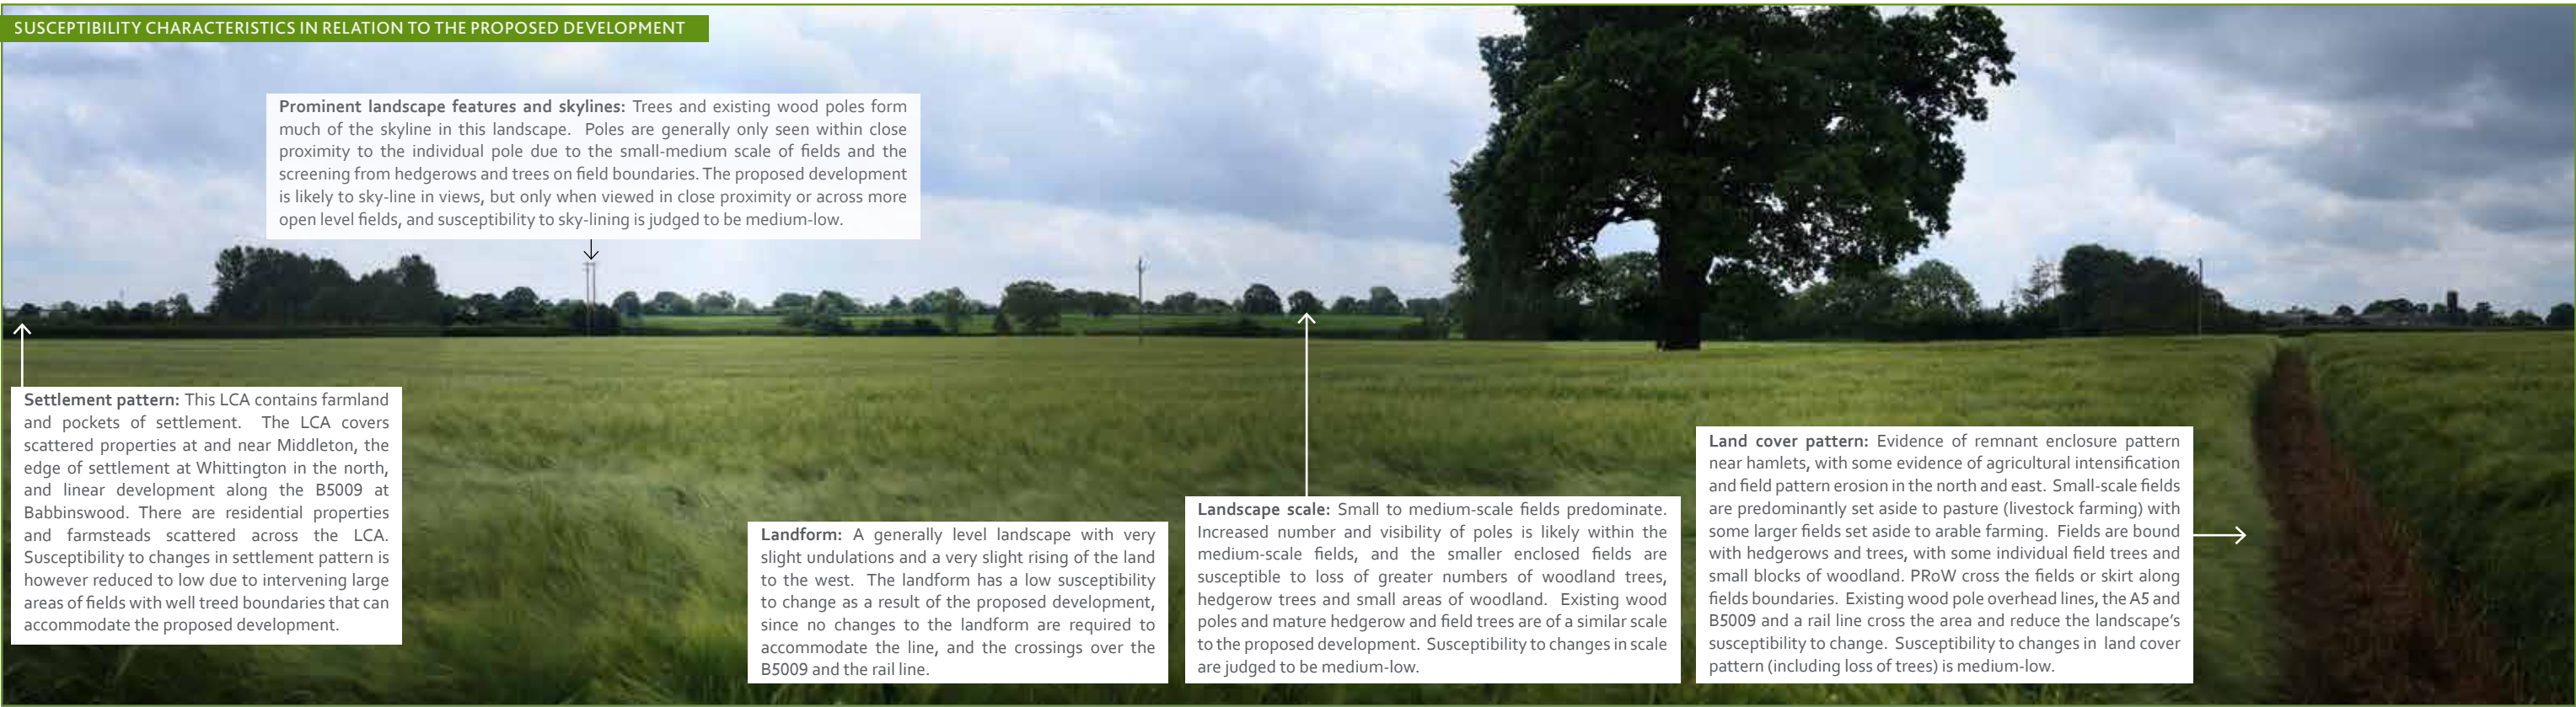 SUSCEPTIBILITY CHARACTERISTICS IN RELATION TO THE PROPOSED DEVELOPMENT
Prominent landscape features and skylines: Trees and existing wood poles form
much of the skyline in this landscape. Poles are generally only seen within close
proximity to the individual pole due to the small-medium scale of fields and the
screening from hedgerows and trees on field boundaries. The proposed development
is likely to sky-line in views, but only when viewed in close proximity or across more
open level fields, and susceptibility to sky-lining is judged to be medium-low.
Settlement pattern: This LCA contains farmland
and pockets of settlement. The LCA covers
scattered properties at and near Middleton, the
edge of settlement at Whittington in the north,
and linear development along the B5009 at
Babbinswood. There are residential properties
and farmsteads scattered across the LCA.
Susceptibility to changes in settlement pattern is
however reduced to low due to intervening large
areas of fields with well treed boundaries that can
accommodate the proposed development.
Landform: A generally level landscape with very
slight undulations and a very slight rising of the land
to the west. The landform has a low susceptibility
to change as a result of the proposed development,
since no changes to the landform are required to
accommodate the line, and the crossings over the
B5009 and the rail line.
Landscape scale: Small to medium-scale fields predominate.
Increased number and visibility of poles is likely within the
medium-scale fields, and the smaller enclosed fields are
susceptible to loss of greater numbers of woodland trees,
hedgerow trees and small areas of woodland. Existing wood
poles and mature hedgerow and field trees are of a similar scale
to the proposed development. Susceptibility to changes in scale
are judged to be medium-low.
Land cover pattern: Evidence of remnant enclosure pattern
near hamlets, with some evidence of agricultural intensification
and field pattern erosion in the north and east. Small-scale fields
are predominantly set aside to pasture (livestock farming) with
some larger fields set aside to arable farming. Fields are bound
with hedgerows and trees, with some individual field trees and
small blocks of woodland. PRoW cross the fields or skirt along
fields boundaries. Existing wood pole overhead lines, the A5 and
B5009 and a rail line cross the area and reduce the landscape's
susceptibility to change. Susceptibility to changes in land cover
pattern (including loss of trees) is medium-low.